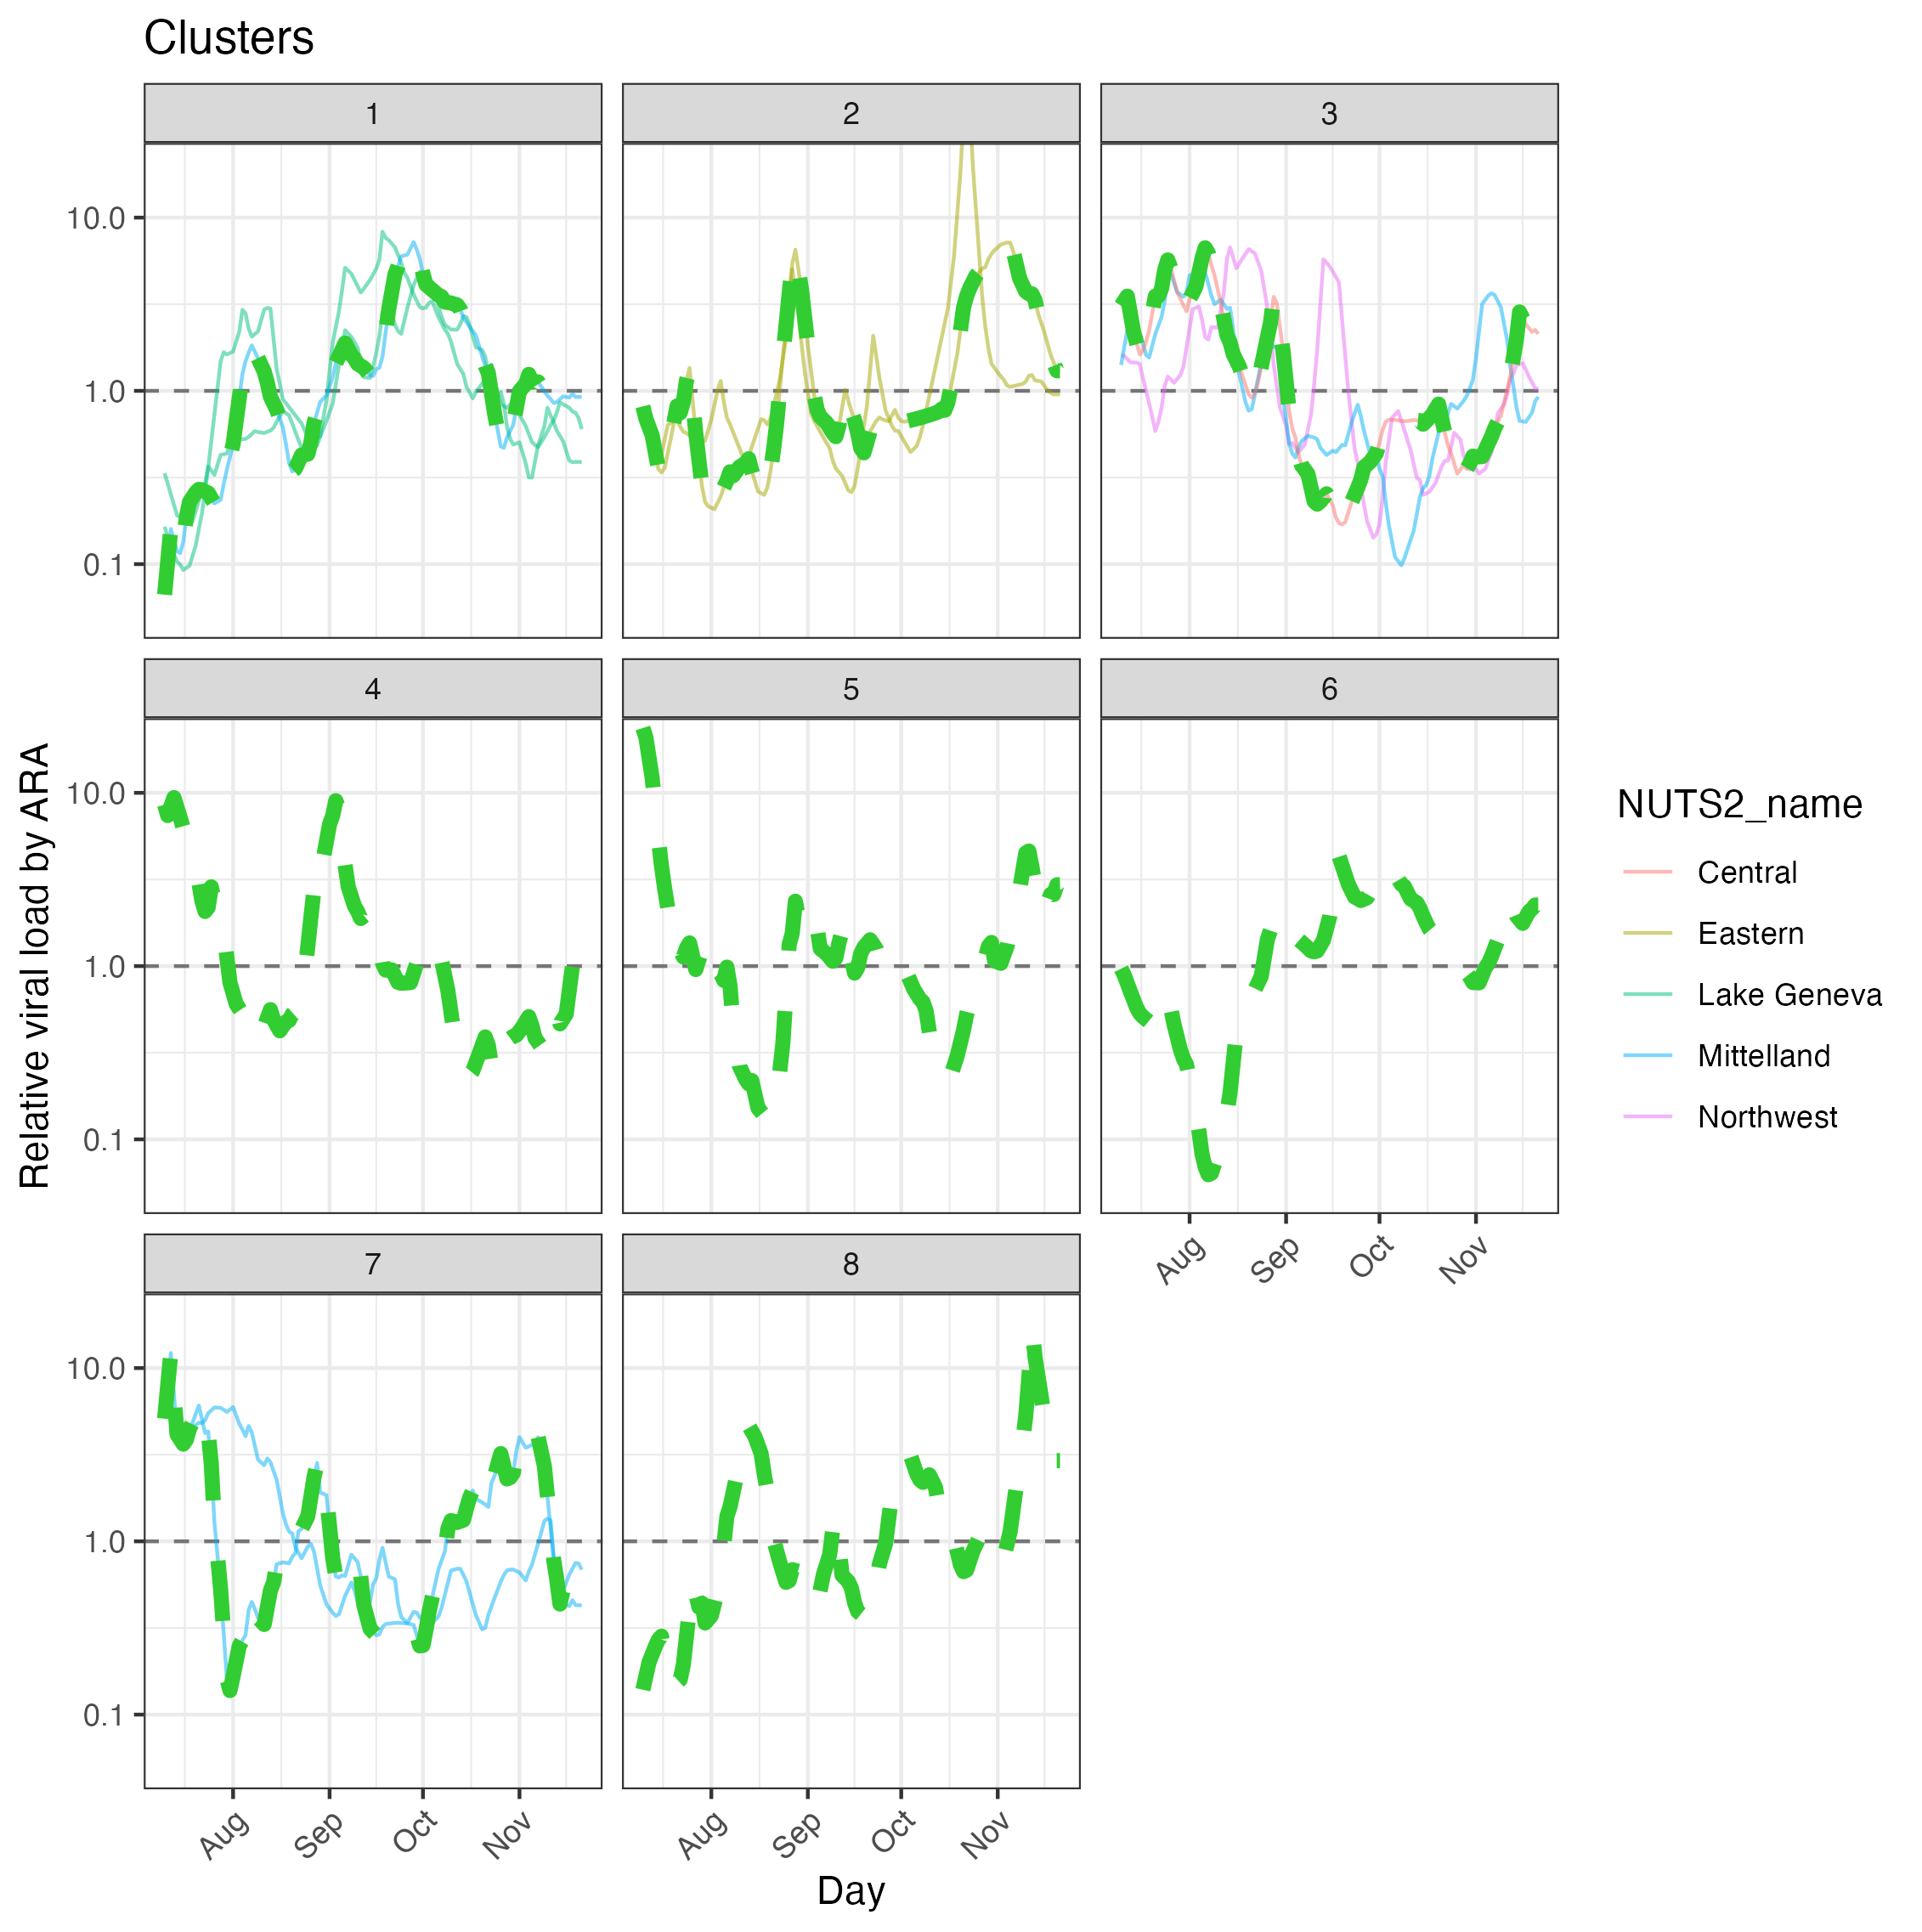 Clusters
1
2
3
10.0
1.0
0.1
4
5
6
10.0
1.0
0.1
Aug
Sep
Oct
Nov
7
8
10.0
1.0
0.1
Aug
Sep
Oct
Nov
Aug
Sep
Oct
Nov
Day
Relative viral load by ARA
NUTS2_name
Central
Eastern
Lake Geneva
Mittelland
Northwest